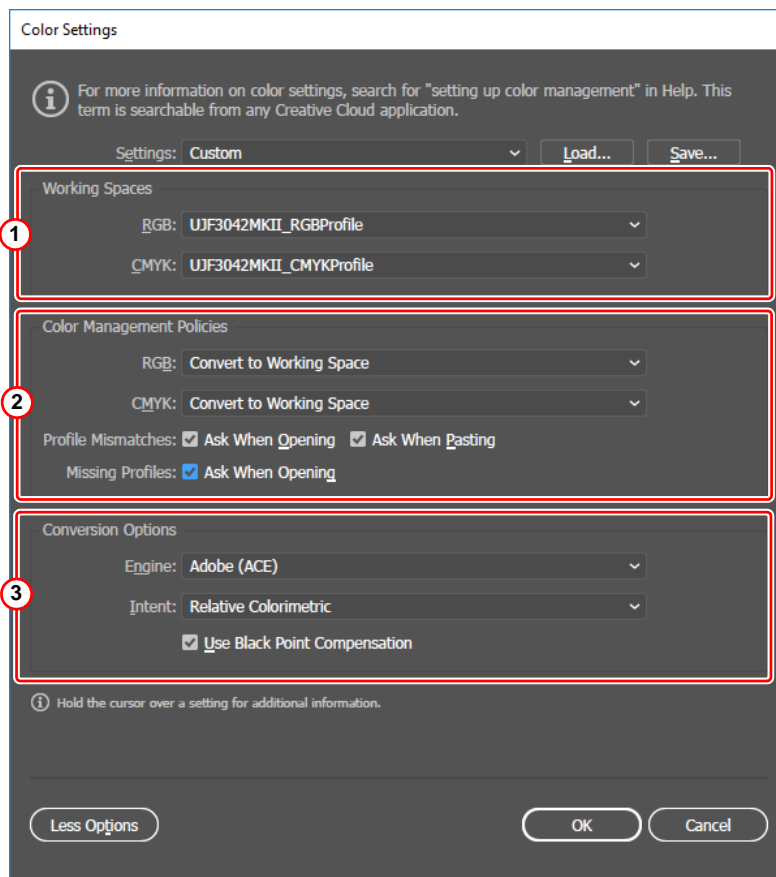 Color Settings
For more information on color settings, search for "setting up color management" in Help. This
term is searchable from any Creative Cloud application.
Settings: Custom Load... Save...
Working Spaces
1
RGB: UJF3042MKII_RGBProfile
CMYK: UJF3042MKII_CMYKProfile
Color Management Policies
RGB: Convert to Working Space
2
CMYK: Convert to Working Space
Profile Mismatches: Ask When Opening Ask When Pasting
Missing Profiles: Ask When Opening
Conversion Options
Engine: Adobe (ACE)
3
Intent: Relative Colorimetric
Use Black Point Compensation
Hold the cursor over a setting for additional information.
Less Options OK Cancel